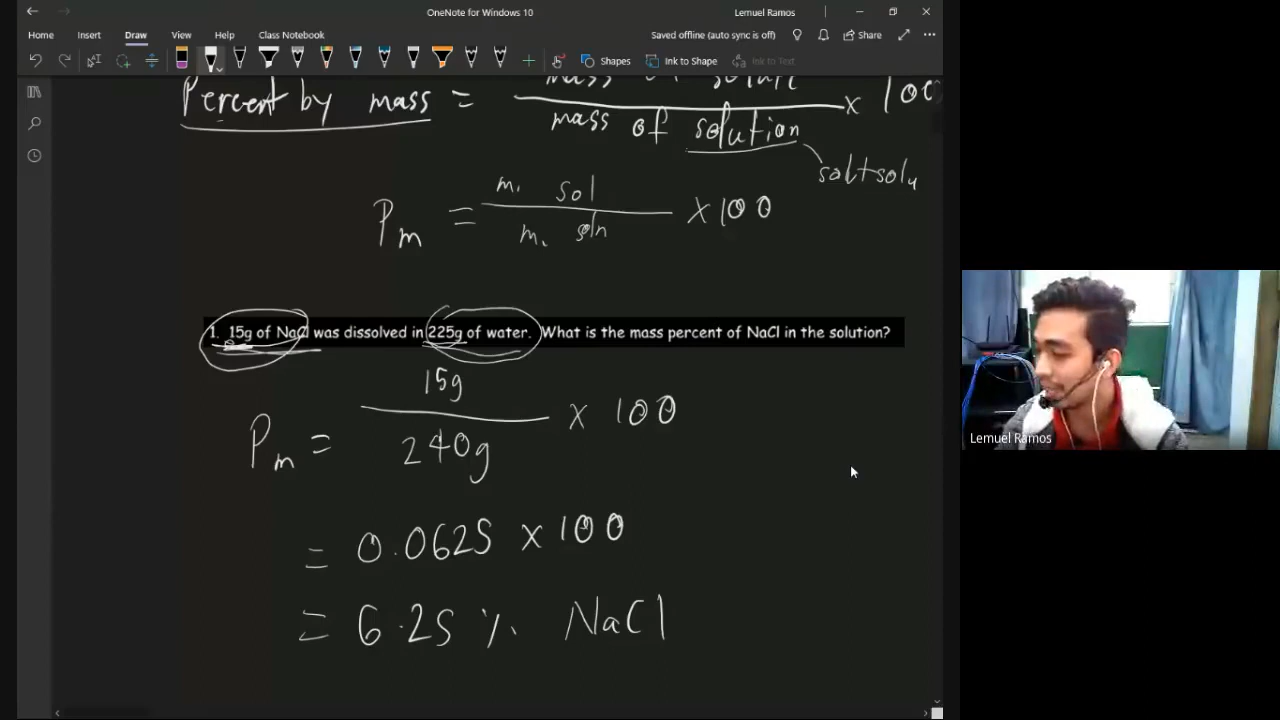 OneNote for Windows 10
Lemuel Ramos
Home Insert Draw View Help Class Notebook
Saved offline (auto sync is off) Share
Shapes Ink to Shape Ink to Text
Percent by mass = mass of solute / mass of solution x 100
Pm = m. sol / m. soln x 100
1. 15g of NaCl was dissolved in 225g of water. What is the mass percent of NaCl in the solution?
Pm = 15g / 240g x 100
= 0.0625 x 100
= 6.25 % NaCl
Lemuel Ramos